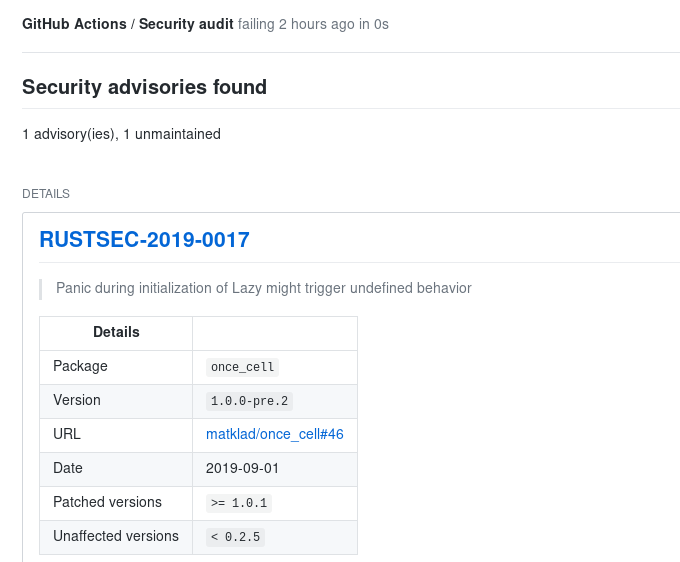 GitHub Actions / Security audit failing 2 hours ago in 0s
Security advisories found
1 advisory(ies), 1 unmaintained
DETAILS
RUSTSEC-2019-0017
Panic during initialization of Lazy might trigger undefined behavior
Details
Package once_cell
Version 1.0.0-pre.2
URL matklad/once_cell#46
Date 2019-09-01
Patched versions >= 1.0.1
Unaffected versions < 0.2.5